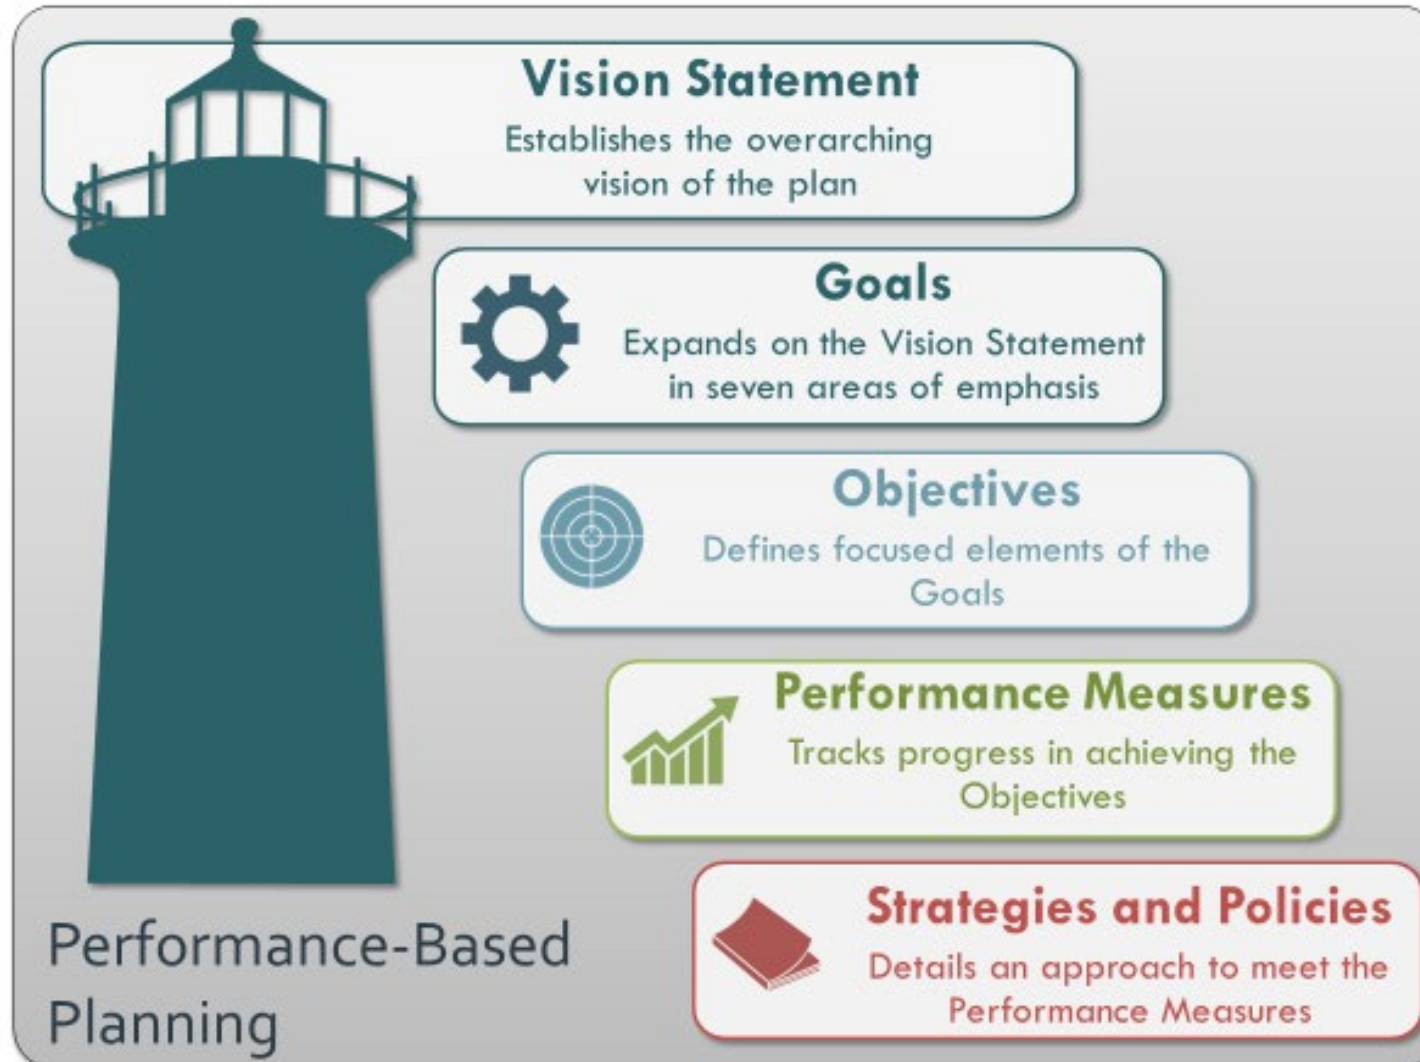 Vision Statement
Establishes the overarching
vision of the plan
Goals
Expands on the Vision Statement
in seven areas of emphasis
Objectives
Defines focused elements of the
Goals
Performance Measures
Tracks progress in achieving the
Objectives
Strategies and Policies
Details an approach to meet the
Performance Measures
Performance-Based
Planning